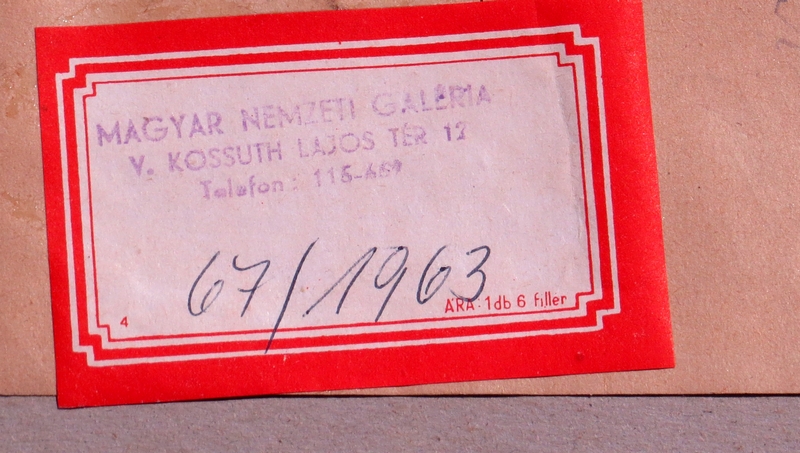 MAGYAR NEMZETI GALÉRIA
V. KOSSUTH LAJOS TÉR 12
Telefon:
67/1963
4
ÁRA: 1db 6 fillér